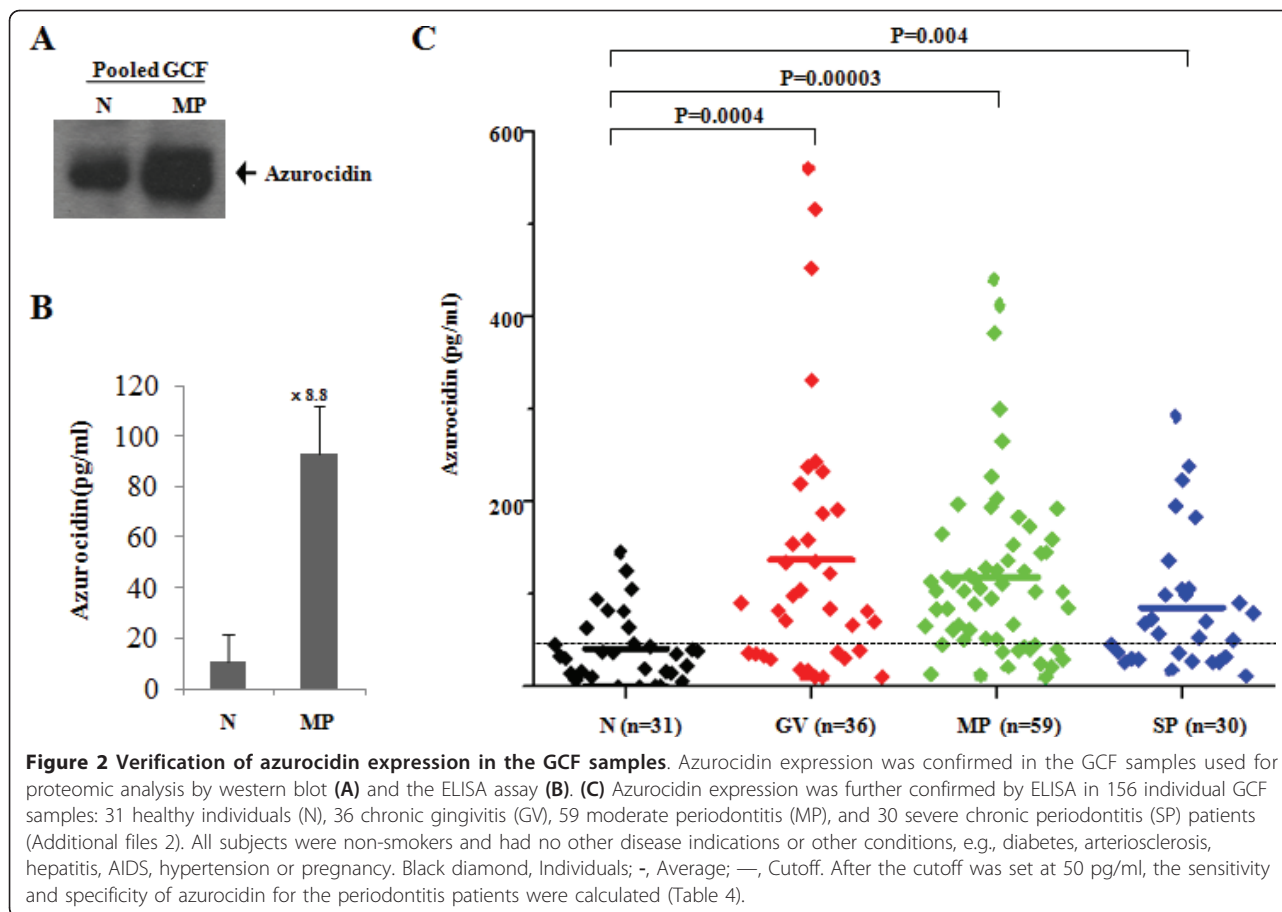 A
Pooled GCF
N MP
Azurocidin
B
Azurocidin(pg/ml)
120
100
80
60
40
20
0
x 8.8
N MP
C
P=0.004
P=0.00003
P=0.0004
Azurocidin (pg/ml)
600
400
200
N (n=31) GV (n=36) MP (n=59) SP (n=30)
Figure 2 Verification of azurocidin expression in the GCF samples. Azurocidin expression was confirmed in the GCF samples used for
proteomic analysis by western blot (A) and the ELISA assay (B). (C) Azurocidin expression was further confirmed by ELISA in 156 individual GCF
samples: 31 healthy individuals (N), 36 chronic gingivitis (GV), 59 moderate periodontitis (MP), and 30 severe chronic periodontitis (SP) patients
(Additional files 2). All subjects were non-smokers and had no other disease indications or other conditions, e.g., diabetes, arteriosclerosis,
hepatitis, AIDS, hypertension or pregnancy. Black diamond, Individuals; -, Average; —, Cutoff. After the cutoff was set at 50 pg/ml, the sensitivity
and specificity of azurocidin for the periodontitis patients were calculated (Table 4).